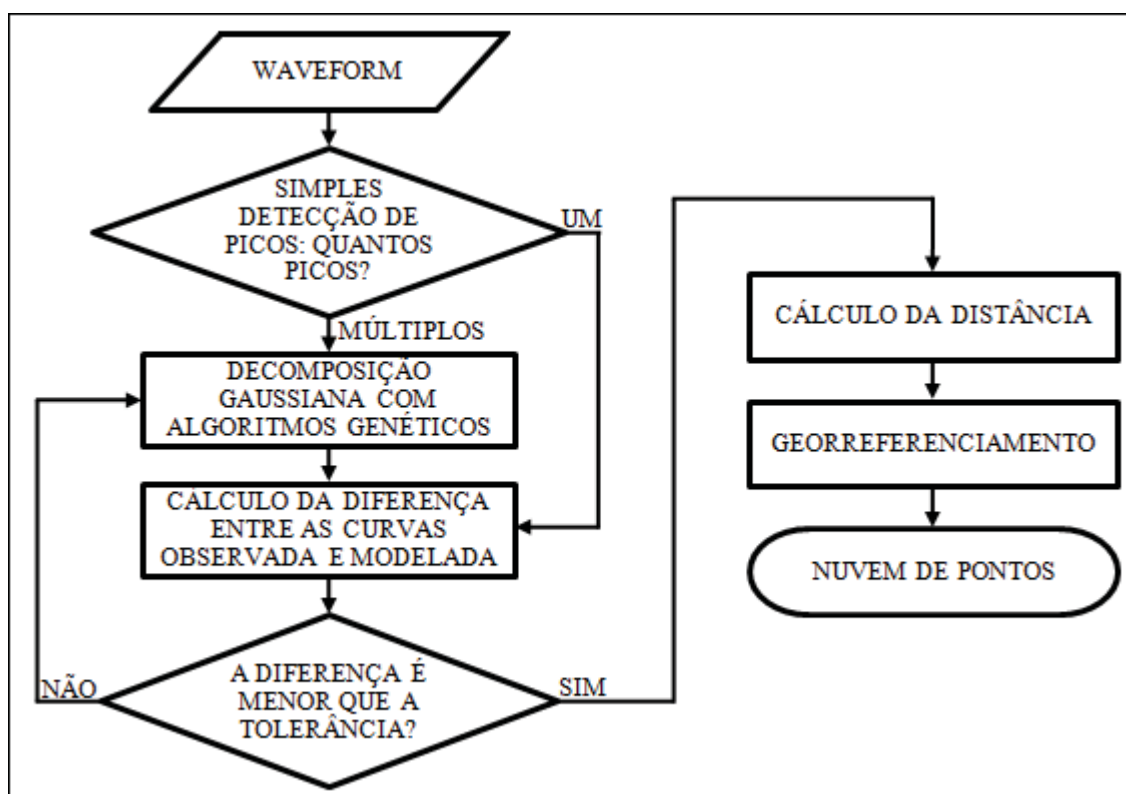 WAVEFORM
SIMPLES
DETECÇÃO DE
PICOS: QUANTOS
PICOS?
UM
MÚLTIPLOS
DECOMPOSIÇÃO
GAUSSIANA COM
ALGORITMOS GENÉTICOS
CÁLCULO DA DIFERENÇA
ENTRE AS CURVAS
OBSERVADA E MODELADA
A DIFERENÇA É
MENOR QUE A
TOLERÂNCIA?
NÃO
SIM
CÁLCULO DA DISTÂNCIA
GEORREFERENCIAMENTO
NUVEM DE PONTOS